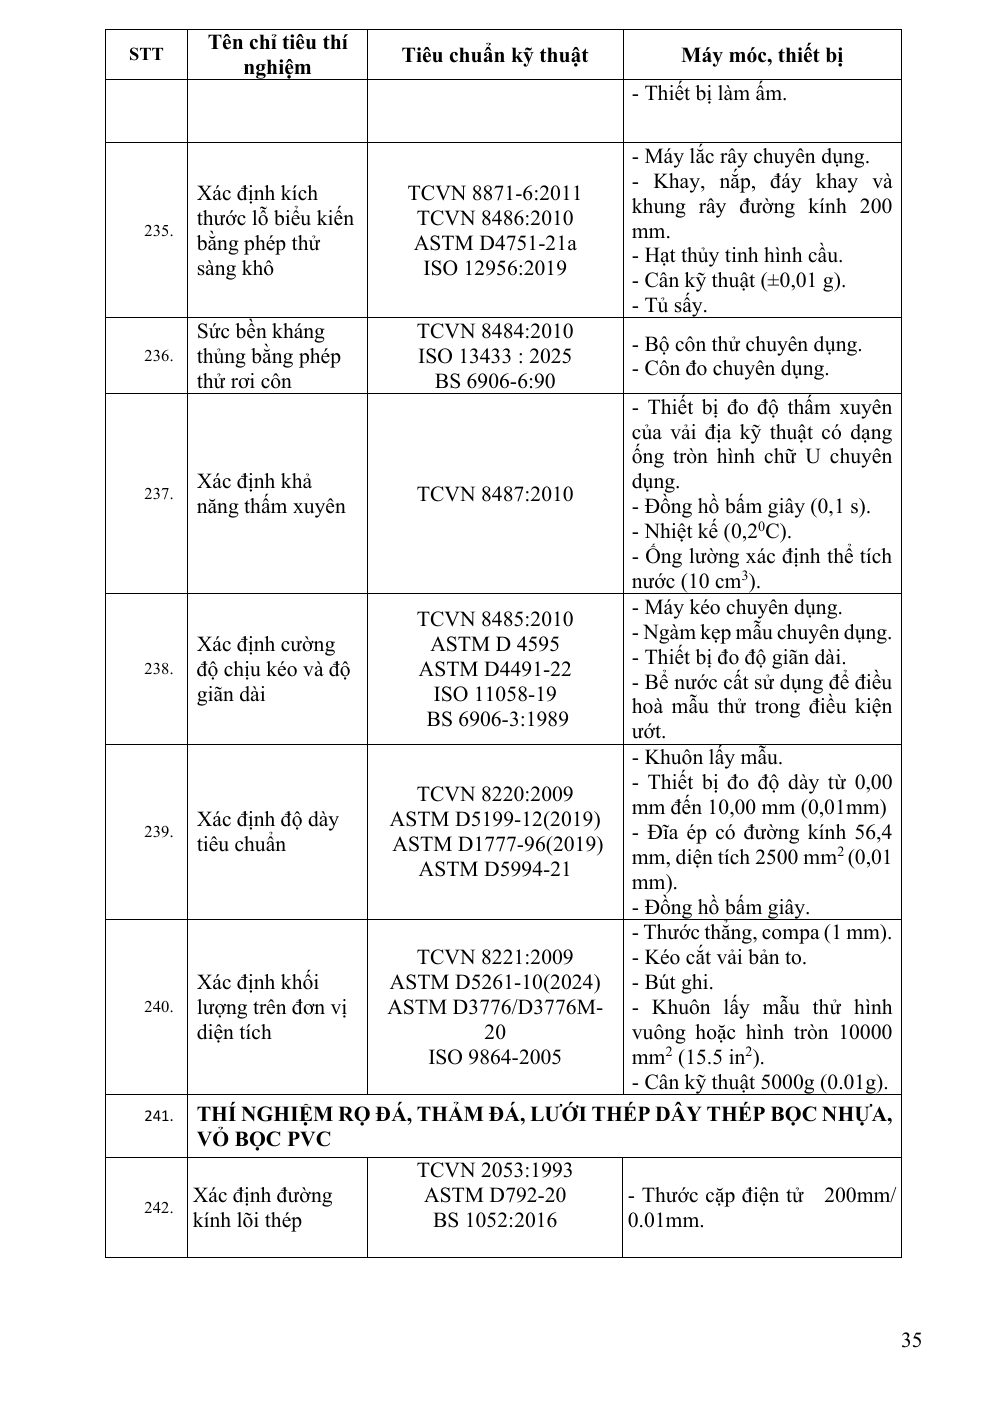 STT
Tên chỉ tiêu thí
nghiệm
Tiêu chuẩn kỹ thuật
Máy móc, thiết bị
- Thiết bị làm ấm.
235.
Xác định kích
thước lỗ biểu kiến
bằng phép thử
sàng khô
TCVN 8871-6:2011
TCVN 8486:2010
ASTM D4751-21a
ISO 12956:2019
- Máy lắc rây chuyên dụng.
- Khay, nắp, đáy khay và
khung rây đường kính 200
mm.
- Hạt thủy tinh hình cầu.
- Cân kỹ thuật (±0,01 g).
- Tủ sấy.
236.
Sức bền kháng
thủng bằng phép
thử rơi côn
TCVN 8484:2010
ISO 13433 : 2025
BS 6906-6:90
- Bộ côn thử chuyên dụng.
- Côn đo chuyên dụng.
237.
Xác định khả
năng thấm xuyên
TCVN 8487:2010
- Thiết bị đo độ thấm xuyên
của vải địa kỹ thuật có dạng
ống tròn hình chữ U chuyên
dụng.
- Đồng hồ bấm giây (0,1 s).
- Nhiệt kế (0,2⁰C).
- Ống lường xác định thể tích
nước (10 cm³).
238.
Xác định cường
độ chịu kéo và độ
giãn dài
TCVN 8485:2010
ASTM D 4595
ASTM D4491-22
ISO 11058-19
BS 6906-3:1989
- Máy kéo chuyên dụng.
- Ngàm kẹp mẫu chuyên dụng.
- Thiết bị đo độ giãn dài.
- Bể nước cất sử dụng để điều
hoà mẫu thử trong điều kiện
ướt.
239.
Xác định độ dày
tiêu chuẩn
TCVN 8220:2009
ASTM D5199-12(2019)
ASTM D1777-96(2019)
ASTM D5994-21
- Khuôn lấy mẫu.
- Thiết bị đo độ dày từ 0,00
mm đến 10,00 mm (0,01mm)
- Đĩa ép có đường kính 56,4
mm, diện tích 2500 mm² (0,01
mm).
- Đồng hồ bấm giây.
240.
Xác định khối
lượng trên đơn vị
diện tích
TCVN 8221:2009
ASTM D5261-10(2024)
ASTM D3776/D3776M-
20
ISO 9864-2005
- Thước thẳng, compa (1 mm).
- Kéo cắt vải bản to.
- Bút ghi.
- Khuôn lấy mẫu thử hình
vuông hoặc hình tròn 10000
mm² (15.5 in²).
- Cân kỹ thuật 5000g (0.01g).
241.
THÍ NGHIỆM RỌ ĐÁ, THẢM ĐÁ, LƯỚI THÉP DÂY THÉP BỌC NHỰA,
VỎ BỌC PVC
242.
Xác định đường
kính lõi thép
TCVN 2053:1993
ASTM D792-20
BS 1052:2016
- Thước cặp điện tử 200mm/
0.01mm.
35